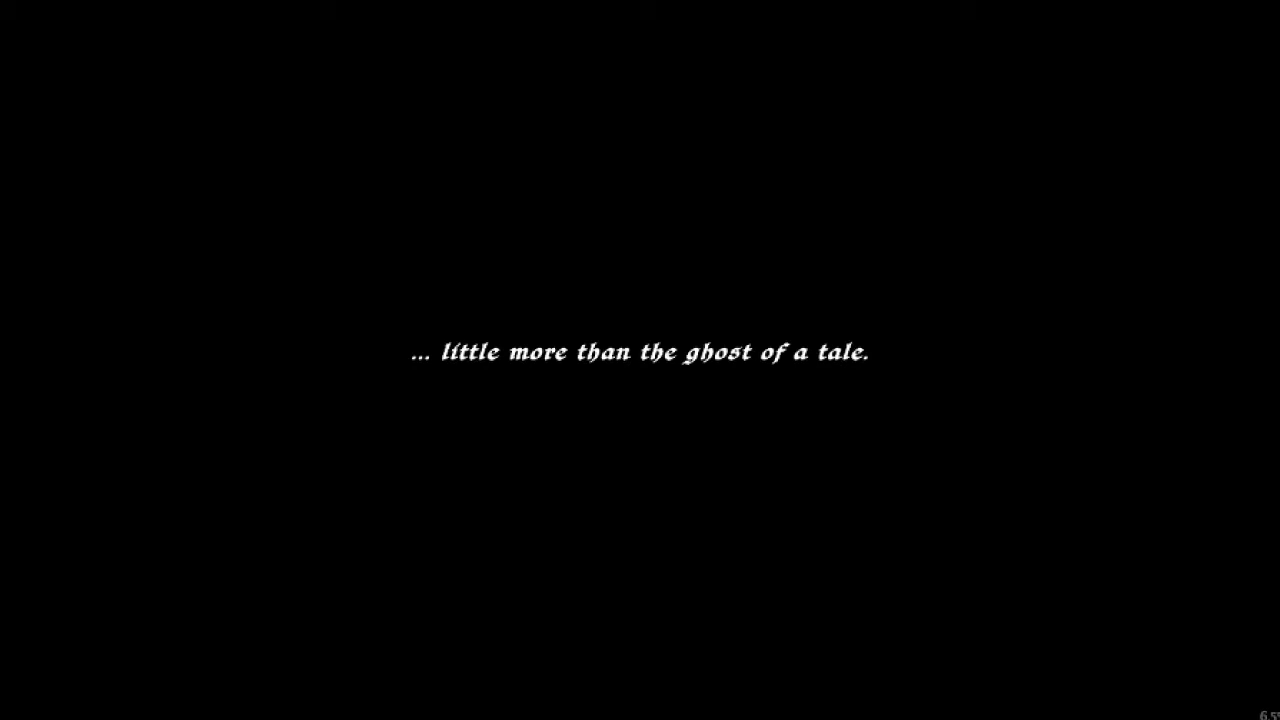 ... little more than the ghost of a tale.